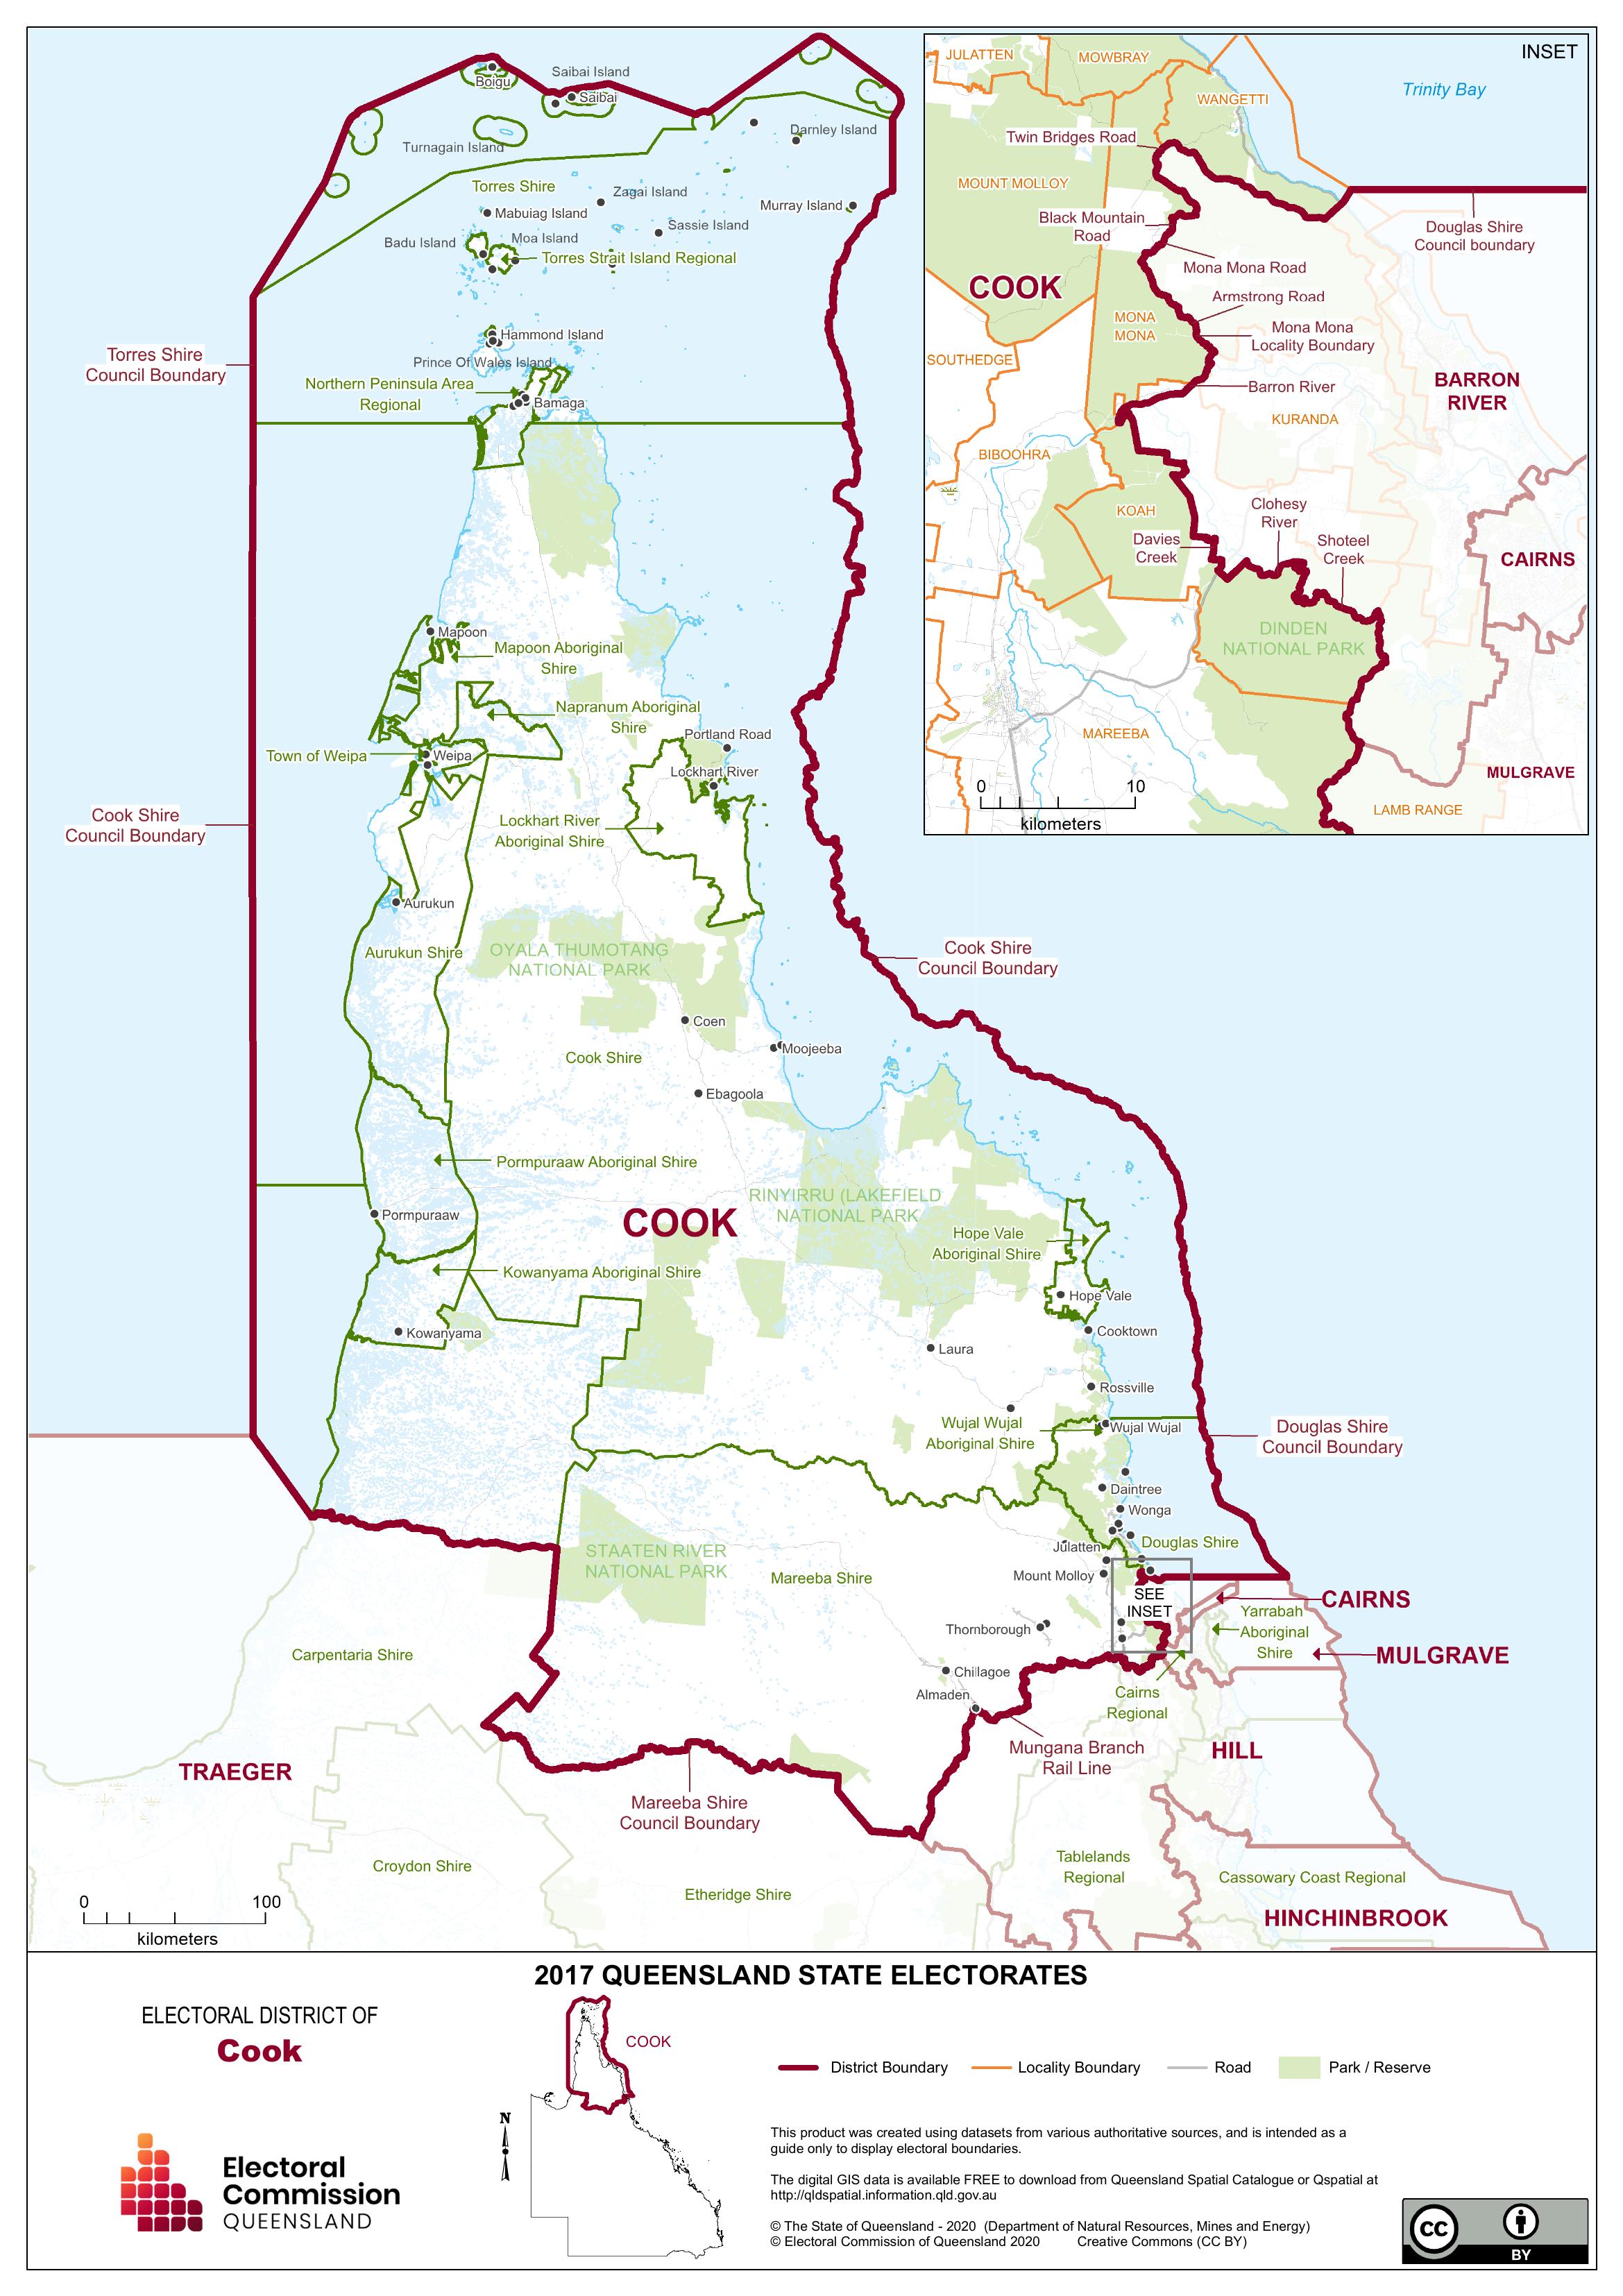 Boigu
Saibai Island
Saibai
Turnagain Island
Darnley Island
Torres Shire
Zagai Island
Mabuiag Island
Murray Island
Sassie Island
Badu Island
Moa Island
Torres Strait Island Regional
Hammond Island
Torres Shire
Council Boundary
Prince Of Wales Island
Northern Peninsula Area
Regional
Bamaga
Mapoon
Mapoon Aboriginal
Shire
Napranum Aboriginal
Shire
Portland Road
Town of Weipa
Weipa
Lockhart River
Cook Shire
Council Boundary
Lockhart River
Aboriginal Shire
Aurukun
Aurukun Shire
OYALA THUMOTANG
NATIONAL PARK
Cook Shire
Council Boundary
Coen
Moojeeba
Cook Shire
Ebagoola
Pormpuraaw Aboriginal Shire
RINYIRRU (LAKEFIELD
NATIONAL PARK
Pormpuraaw
COOK
Hope Vale
Aboriginal Shire
Kowanyama Aboriginal Shire
Hope Vale
Kowanyama
Cooktown
Laura
Rossville
Wujal Wujal
Aboriginal Shire
Wujal Wujal
Douglas Shire
Council Boundary
Daintree
Wonga
STAATEN RIVER
NATIONAL PARK
Julatten
Douglas Shire
Mount Molloy
Mareeba Shire
SEE
INSET
CAIRNS
Yarrabah
Aboriginal
Shire
Thornborough
MULGRAVE
Carpentaria Shire
Chillagoe
Almaden
Cairns
Regional
Mungana Branch
Rail Line
HILL
TRAEGER
Mareeba Shire
Council Boundary
Croydon Shire
Etheridge Shire
Tablelands
Regional
Cassowary Coast Regional
HINCHINBROOK
0 100
kilometers
INSET
JULATTEN
MOWBRAY
Trinity Bay
WANGETTI
Twin Bridges Road
MOUNT MOLLOY
Black Mountain
Road
Douglas Shire
Council boundary
Mona Mona Road
COOK
Armstrong Road
MONA
MONA
Mona Mona
Locality Boundary
SOUTHEDGE
Barron River
BARRON
RIVER
KURANDA
BIBOOHRA
KOAH
Clohesy
River
Davies
Creek
Shoteel
Creek
CAIRNS
DINDEN
NATIONAL PARK
MAREEBA
MULGRAVE
LAMB RANGE
0 10
kilometers
2017 QUEENSLAND STATE ELECTORATES
ELECTORAL DISTRICT OF
Cook
COOK
N
District Boundary
Locality Boundary
Road
Park / Reserve
This product was created using datasets from various authoritative sources, and is intended as a
guide only to display electoral boundaries.
The digital GIS data is available FREE to download from Queensland Spatial Catalogue or Qspatial at
http://qldspatial.information.qld.gov.au
© The State of Queensland - 2020 (Department of Natural Resources, Mines and Energy)
© Electoral Commission of Queensland 2020 Creative Commons (CC BY)
Electoral
Commission
QUEENSLAND
CC
BY